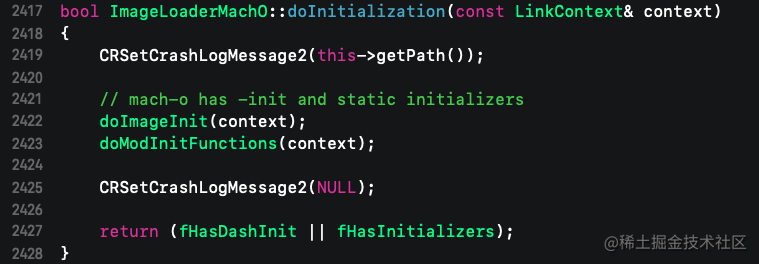 2417 bool ImageLoaderMachO::doInitialization(const LinkContext& context)
2418 {
2419     CRSetCrashLogMessage2(this->getPath());
2420
2421     // mach-o has -init and static initializers
2422     doImageInit(context);
2423     doModInitFunctions(context);
2424
2425     CRSetCrashLogMessage2(NULL);
2426
2427     return (fHasDashInit || fHasInitializers);
2428 }
@稀土掘金技术社区